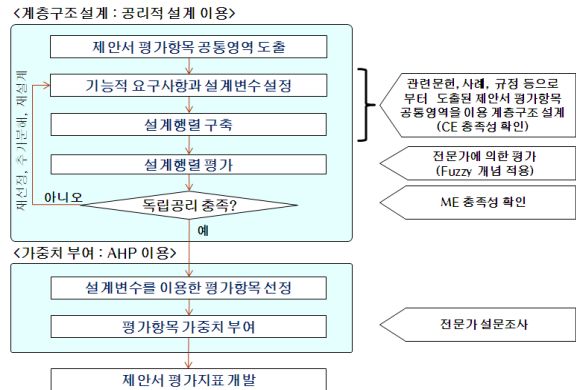 <계층구조 설계 : 공리적 설계 이용>
제안서 평가항목 공통영역 도출
기능적 요구사항과 설계변수 설정
설계행렬 구축
설계행렬 평가
독립공리 충족?
아니오
예
재선정, 추가분해, 재설계
관련문헌, 사례, 규정 등으로
부터 도출된 제안서 평가항목
공통영역을 이용 계층구조 설계
(CE 충족성 확인)
전문가에 의한 평가
(Fuzzy 개념 적용)
ME 충족성 확인
<가중치 부여 : AHP 이용>
설계변수를 이용한 평가항목 선정
평가항목 가중치 부여
전문가 설문조사
제안서 평가지표 개발